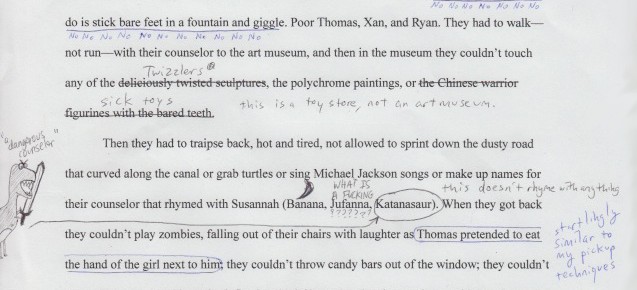 No No No No No No No
do is stick bare feet in a fountain and giggle. Poor Thomas, Xan, and Ryan. They had to walk—
No No No No No No No No No No
not run—with their counselor to the art museum, and then in the museum they couldn't touch
Twizzlers®
any of the deliciously twisted sculptures, the polychrome paintings, or the Chinese warrior
sick toys
this is a toy store, not an art museum.
figurines with the bared teeth.
"dangerous counselor"
Then they had to traipse back, hot and tired, not allowed to sprint down the dusty road
that curved along the canal or grab turtles or sing Michael Jackson songs or make up names for
WHAT IS A FUCKING ??????
this doesn't rhyme with anything
their counselor that rhymed with Susannah (Banana, Jufanna, Katanasaur). When they got back
they couldn't play zombies, falling out of their chairs with laughter as Thomas pretended to eat
startlingly similar to my pickup techniques
the hand of the girl next to him; they couldn't throw candy bars out of the window; they couldn't